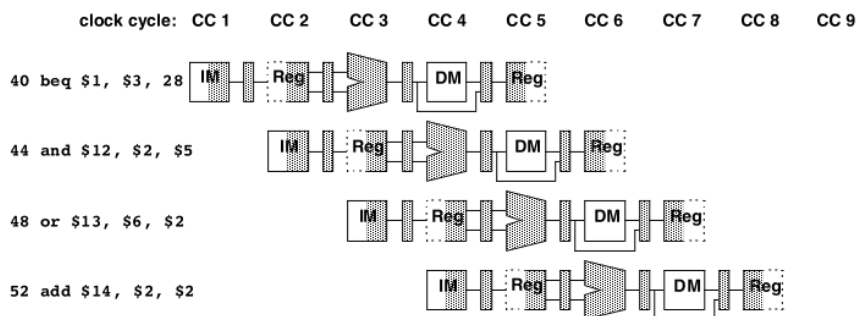 clock cycle: CC 1 CC 2 CC 3 CC 4 CC 5 CC 6 CC 7 CC 8 CC 9
40 beq $1, $3, 28 IM Reg DM Reg
44 and $12, $2, $5 IM Reg DM Reg
48 or $13, $6, $2 IM Reg DM Reg
52 add $14, $2, $2 IM Reg DM Reg